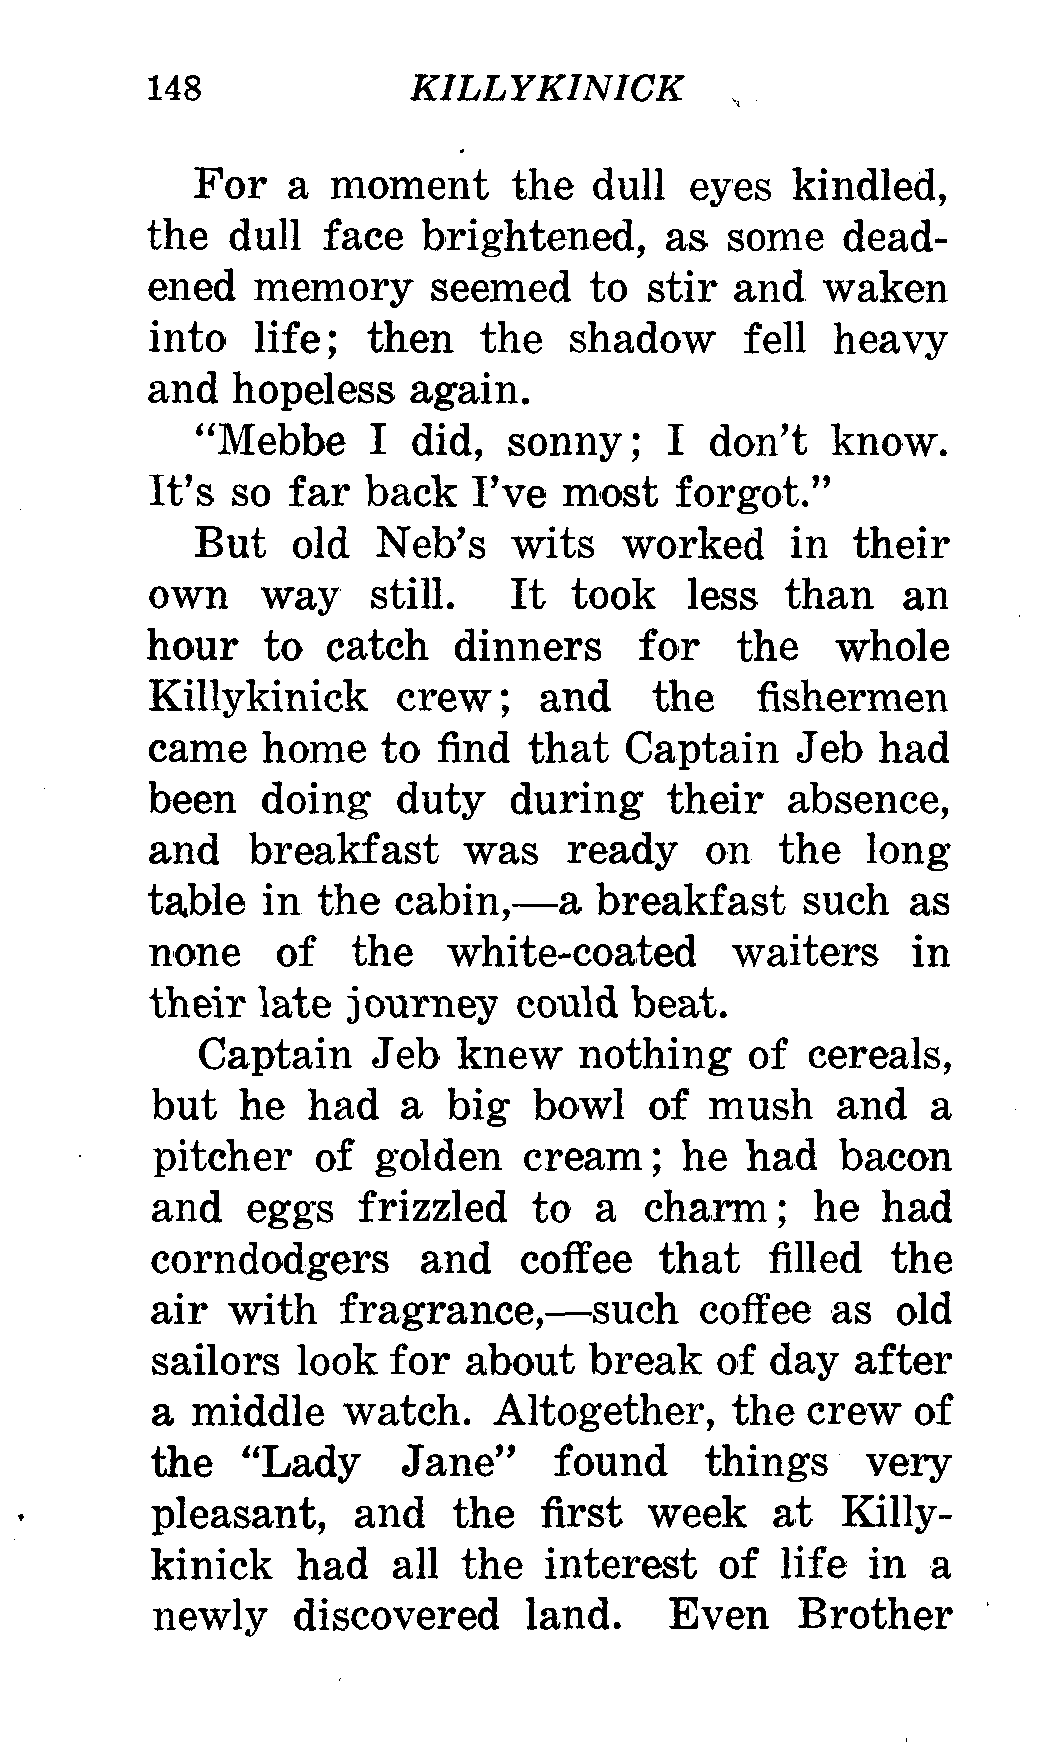 148 KILLYKINICK
For a moment the dull eyes kindled,
the dull face brightened, as some dead-
ened memory seemed to stir and waken
into life; then the shadow fell heavy
and hopeless again.
"Mebbe I did, sonny; I don't know.
It's so far back I've most forgot."
But old Neb's wits worked in their
own way still. It took less than an
hour to catch dinners for the whole
Killykinick crew; and the fishermen
came home to find that Captain Jeb had
been doing duty during their absence,
and breakfast was ready on the long
table in the cabin,—a breakfast such as
none of the white-coated waiters in
their late journey could beat.
Captain Jeb knew nothing of cereals,
but he had a big bowl of mush and a
pitcher of golden cream; he had bacon
and eggs frizzled to a charm; he had
corndodgers and coffee that filled the
air with fragrance,—such coffee as old
sailors look for about break of day after
a middle watch. Altogether, the crew of
the "Lady Jane" found things very
pleasant, and the first week at Killy-
kinick had all the interest of life in a
newly discovered land. Even Brother